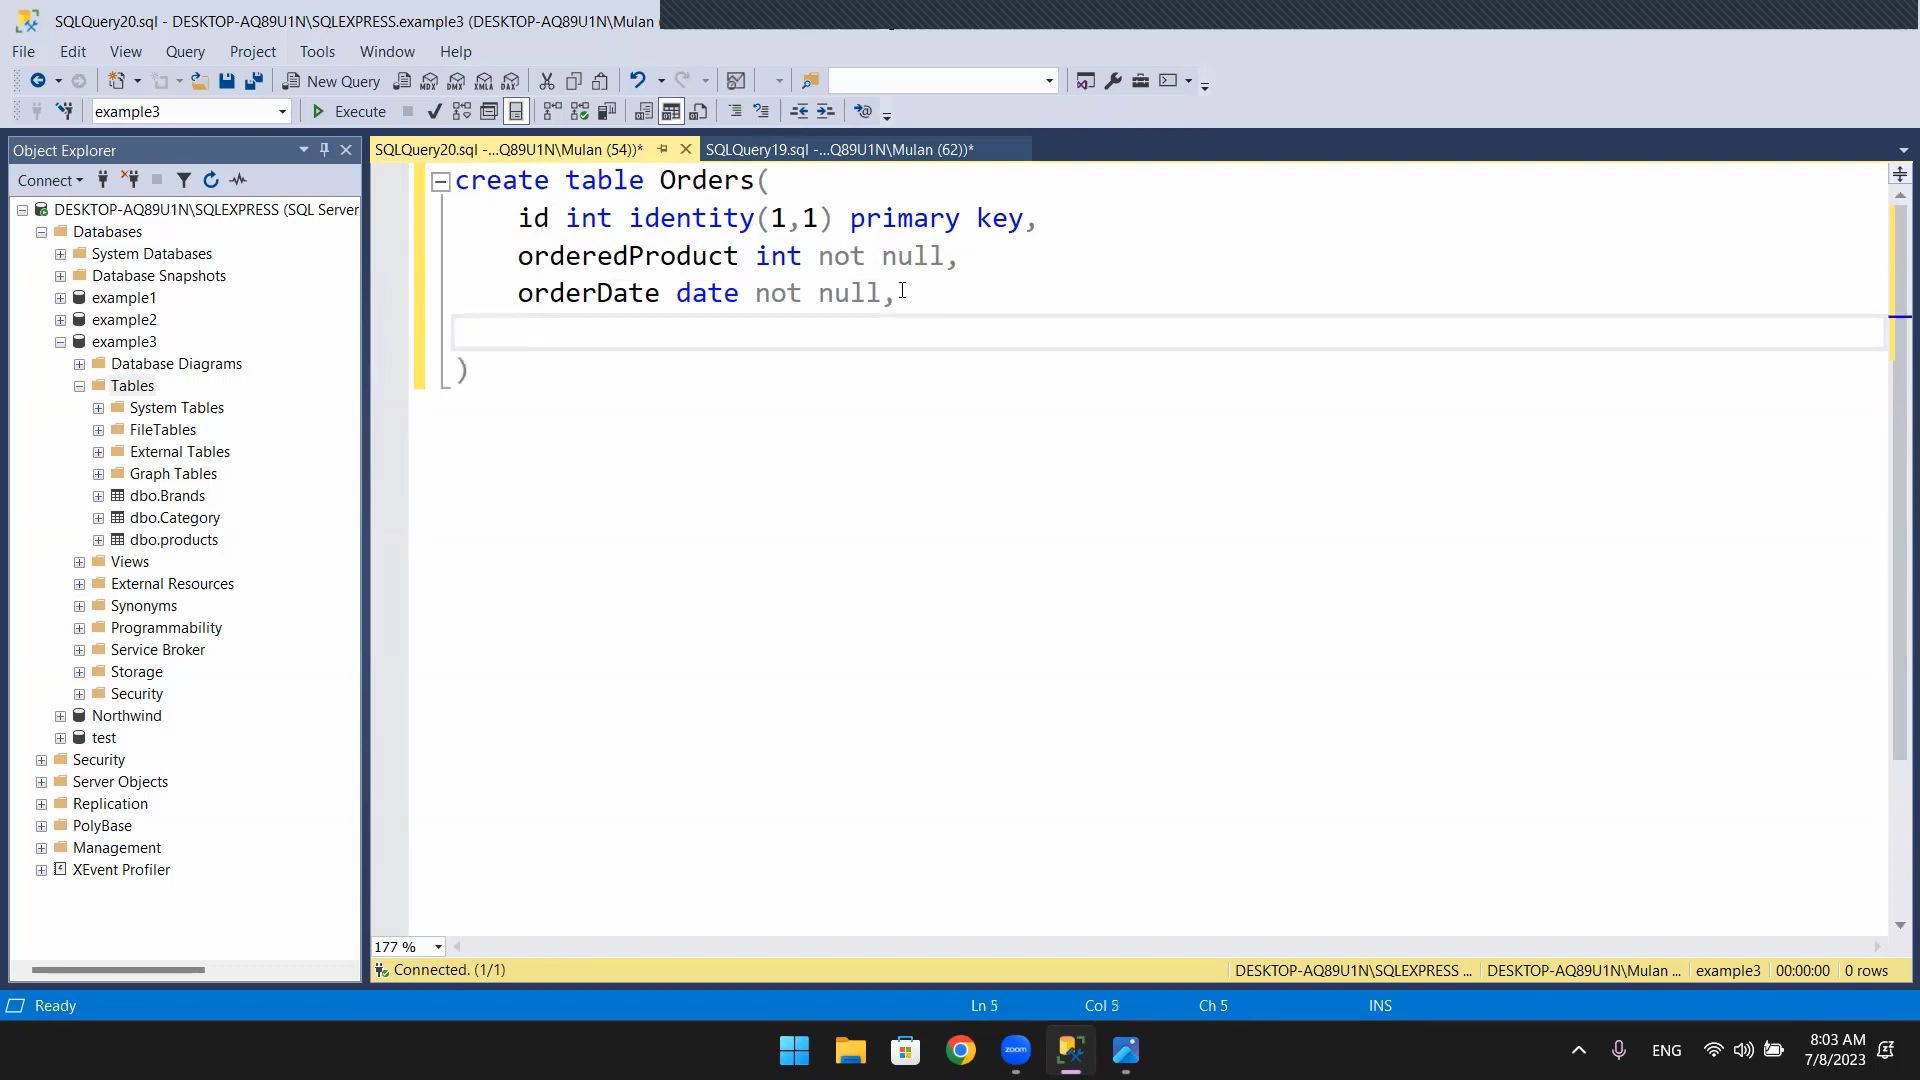 SQLQuery20.sql - DESKTOP-AQ89U1N\SQLEXPRESS.example3 (DESKTOP-AQ89U1N\Mulan (
File Edit View Query Project Tools Window Help
New Query MDX DMX XMLA DAX
example3 Execute
Object Explorer
SQLQuery20.sql -...Q89U1N\Mulan (54))*
SQLQuery19.sql -...Q89U1N\Mulan (62))*
Connect
DESKTOP-AQ89U1N\SQLEXPRESS (SQL Server
Databases
System Databases
Database Snapshots
example1
example2
example3
Database Diagrams
Tables
System Tables
FileTables
External Tables
Graph Tables
dbo.Brands
dbo.Category
dbo.products
Views
External Resources
Synonyms
Programmability
Service Broker
Storage
Security
Northwind
test
Security
Server Objects
Replication
PolyBase
Management
XEvent Profiler
create table Orders(
id int identity(1,1) primary key,
orderedProduct int not null,
orderDate date not null,
)
177 %
Connected. (1/1)
DESKTOP-AQ89U1N\SQLEXPRESS ... DESKTOP-AQ89U1N\Mulan ... example3 00:00:00 0 rows
Ready Ln 5 Col 5 Ch 5 INS
zoom
ENG
8:03 AM
7/8/2023